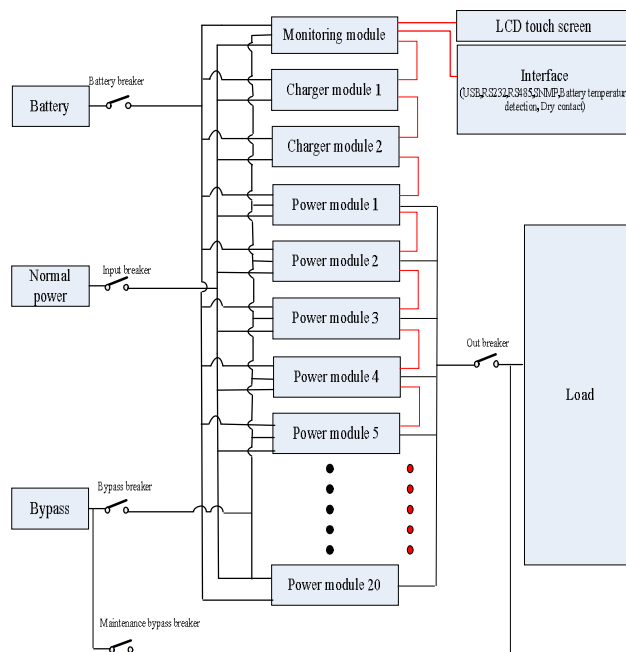 Monitoring module
LCD touch screen
Interface
(USB,RS232,RS485,SNMP,Battery temperatur
detection, Dry contact)
Battery breaker
Battery
Charger module 1
Charger module 2
Power module 1
Power module 2
Normal
power
Input breaker
Power module 3
Out breaker
Power module 4
Load
Power module 5
Bypass breaker
Bypass
Power module 20
Maintenance bypass breaker